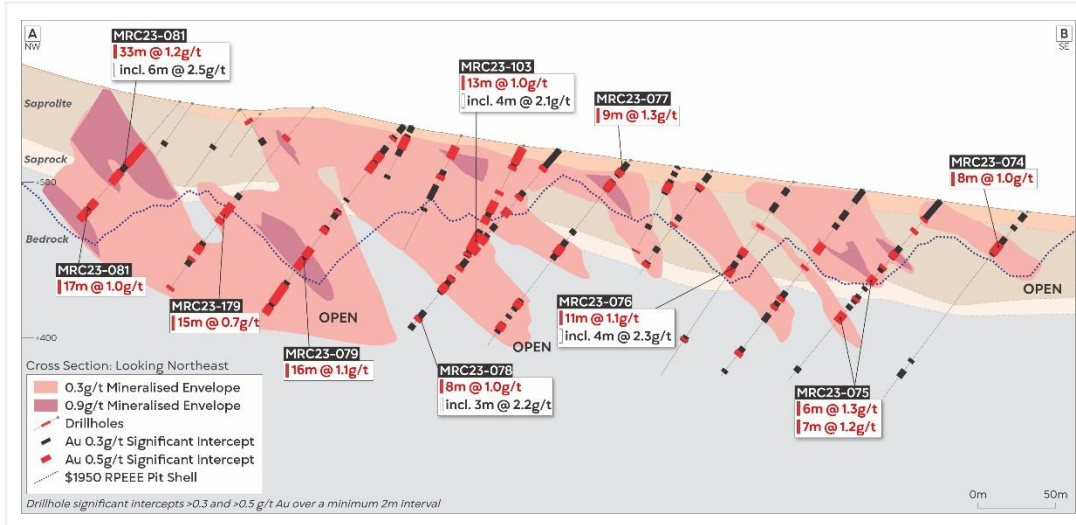 A
NW
B
SE
MRC23-081
33m @ 1.2g/t
incl. 6m @ 2.5g/t
MRC23-103
13m @ 1.0g/t
incl. 4m @ 2.1g/t
MRC23-077
9m @ 1.3g/t
MRC23-074
8m @ 1.0g/t
Saprolite
Saprock
+500
Bedrock
MRC23-081
17m @ 1.0g/t
MRC23-179
15m @ 0.7g/t
OPEN
MRC23-079
16m @ 1.1g/t
OPEN
MRC23-078
8m @ 1.0g/t
incl. 3m @ 2.2g/t
MRC23-076
11m @ 1.1g/t
incl. 4m @ 2.3g/t
OPEN
MRC23-075
6m @ 1.3g/t
7m @ 1.2g/t
+400
Cross Section: Looking Northeast
0.3g/t Mineralised Envelope
0.9g/t Mineralised Envelope
Drillholes
Au 0.3g/t Significant Intercept
Au 0.5g/t Significant Intercept
$1950 RPEEE Pit Shell
Drillhole significant intercepts >0.3 and >0.5 g/t Au over a minimum 2m interval
0m 50m